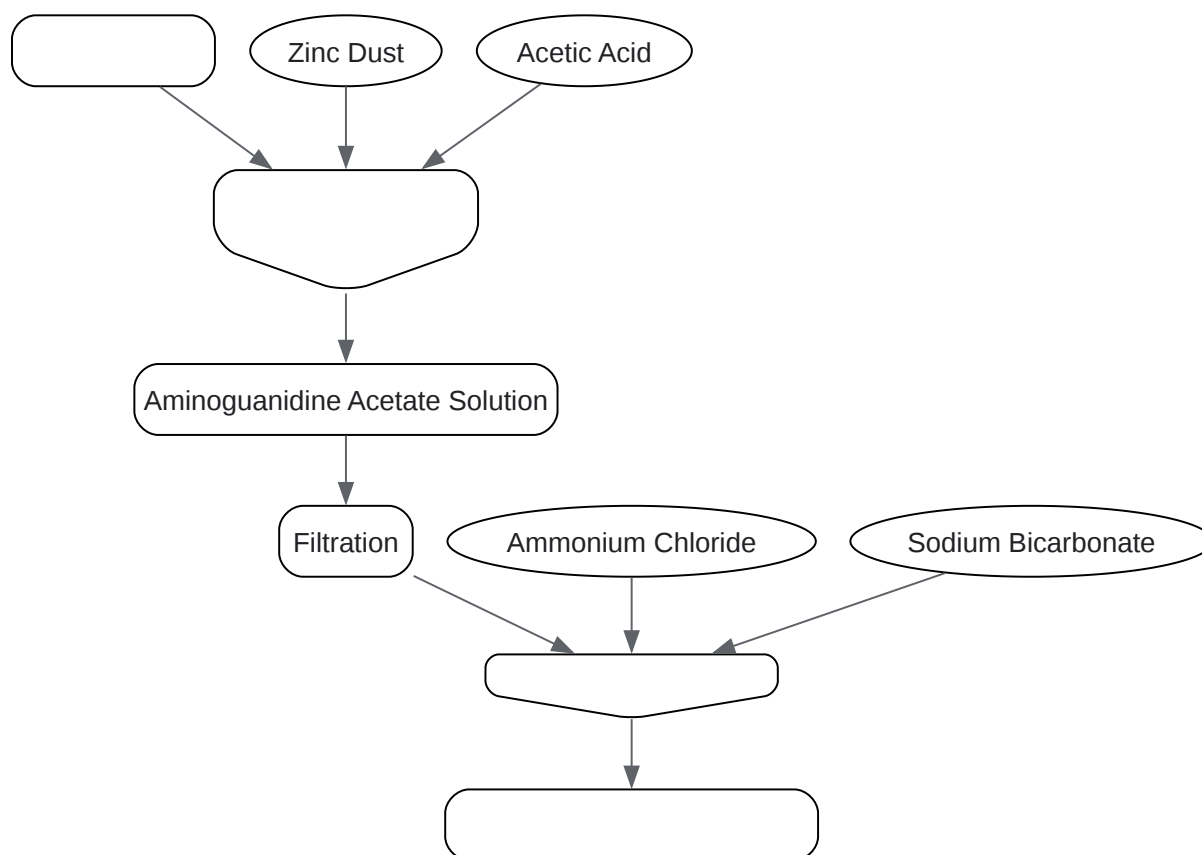 Zinc Dust
Acetic Acid
Aminoguanidine Acetate Solution
Filtration
Ammonium Chloride
Sodium Bicarbonate